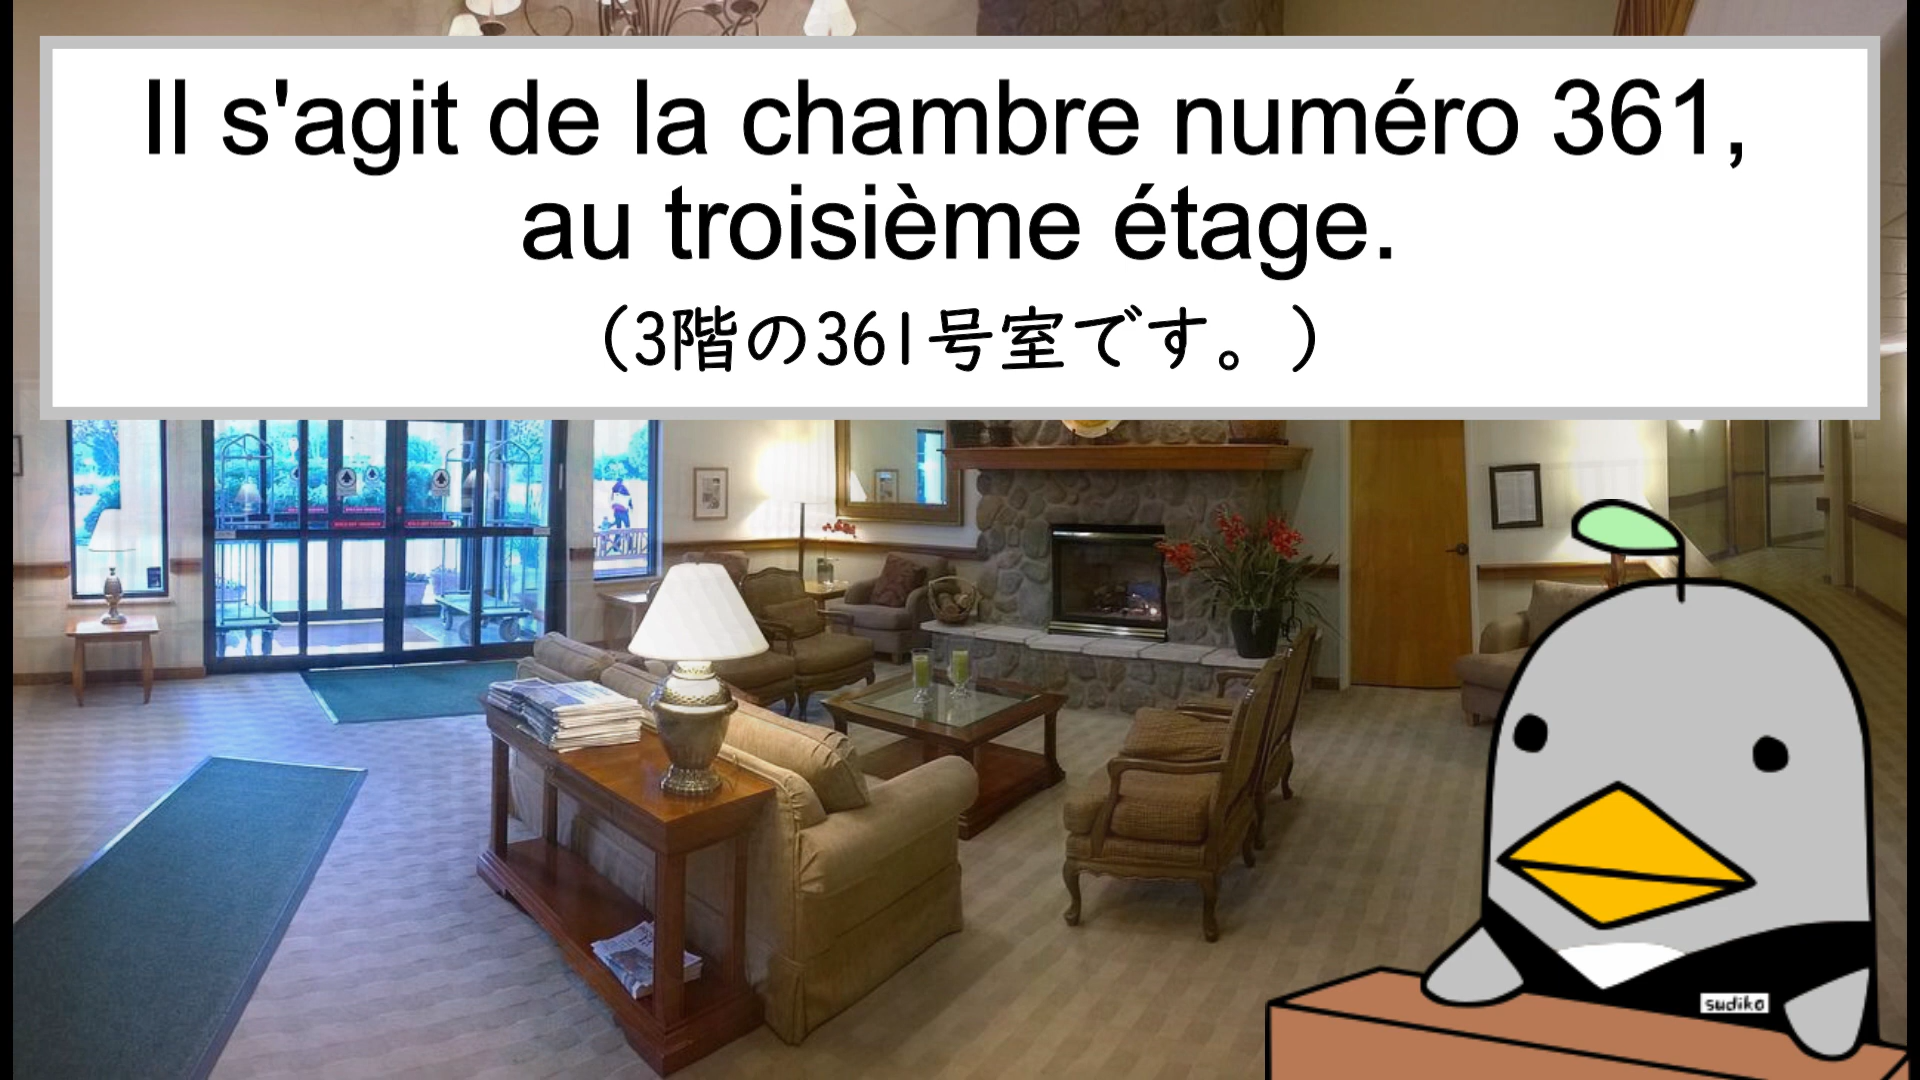 Il s'agit de la chambre numéro 361,
au troisième étage.
（3階の361号室です。）
sudiko